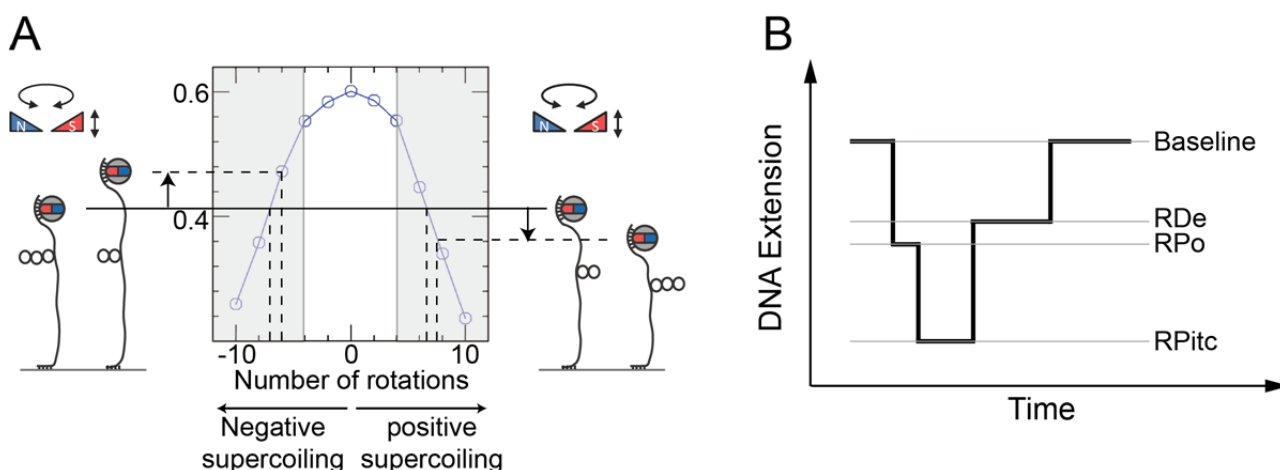 A
N S
0.6
0.4
-10 0 10
Number of rotations
Negative
supercoiling
positive
supercoiling
N S
B
DNA Extension
Baseline
RDe
RPo
RPitc
Time